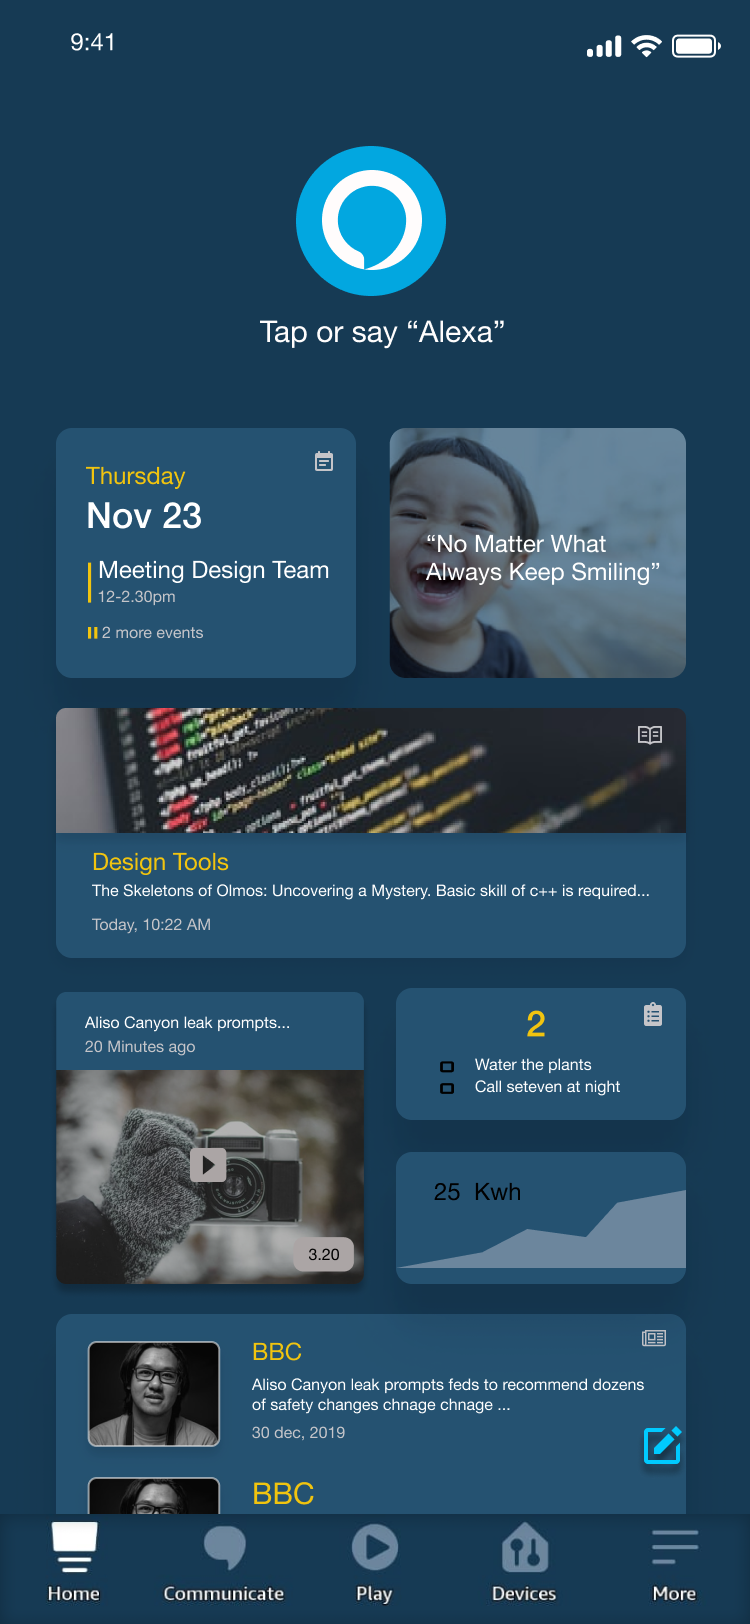 9:41
Tap or say “Alexa”
Thursday
Nov 23
Meeting Design Team
12-2.30pm
2 more events
“No Matter What
Always Keep Smiling”
Design Tools
The Skeletons of Olmos: Uncovering a Mystery. Basic skill of c++ is required...
Today, 10:22 AM
Aliso Canyon leak prompts...
20 Minutes ago
3.20
2
Water the plants
Call seteven at night
25 Kwh
BBC
Aliso Canyon leak prompts feds to recommend dozens
of safety changes chnage chnage ...
30 dec, 2019
BBC
Home
Communicate
Play
Devices
More